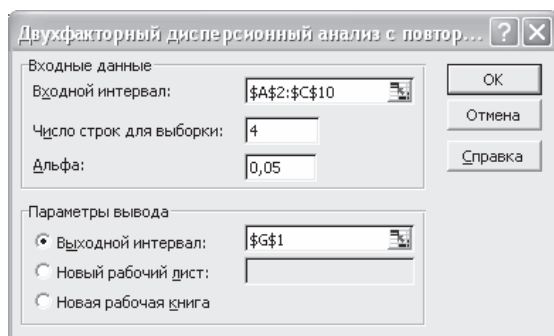 Двухфакторный дисперсионный анализ с повтор...
Входные данные
Входной интервал: $A$2:$C$10
Число строк для выборки: 4
Альфа: 0,05
OK
Отмена
Справка
Параметры вывода
Выходной интервал: $G$1
Новый рабочий лист:
Новая рабочая книга